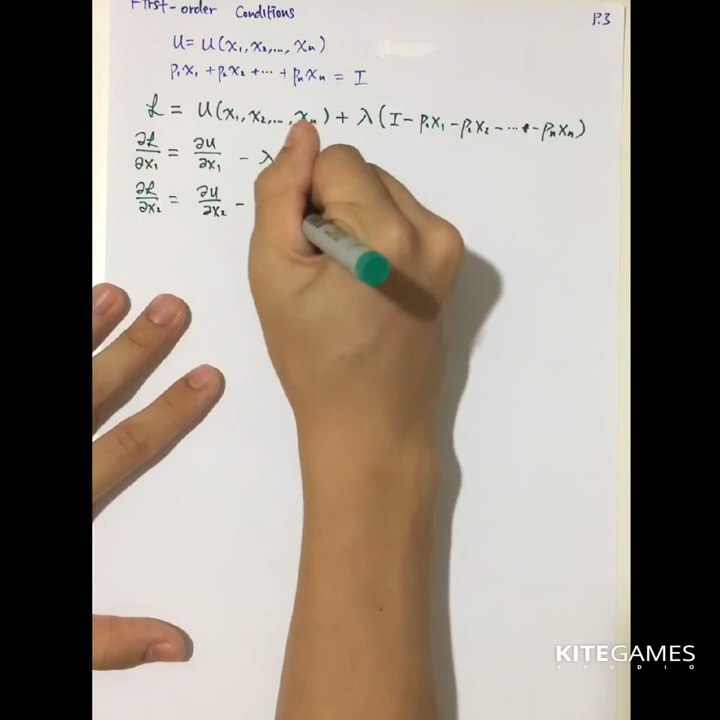 First-order Conditions
P.3
U = U(x₁, x₂, ..., xₙ)
p₁x₁ + p₂x₂ + ... + pₙxₙ = I
ℒ = U(x₁, x₂, ..., xₙ) + λ(I - p₁x₁ - p₂x₂ - ... - pₙxₙ)
∂ℒ/∂x₁ = ∂U/∂x₁ - λ
∂ℒ/∂x₂ = ∂U/∂x₂ -
KITEGAMES
STUDIO